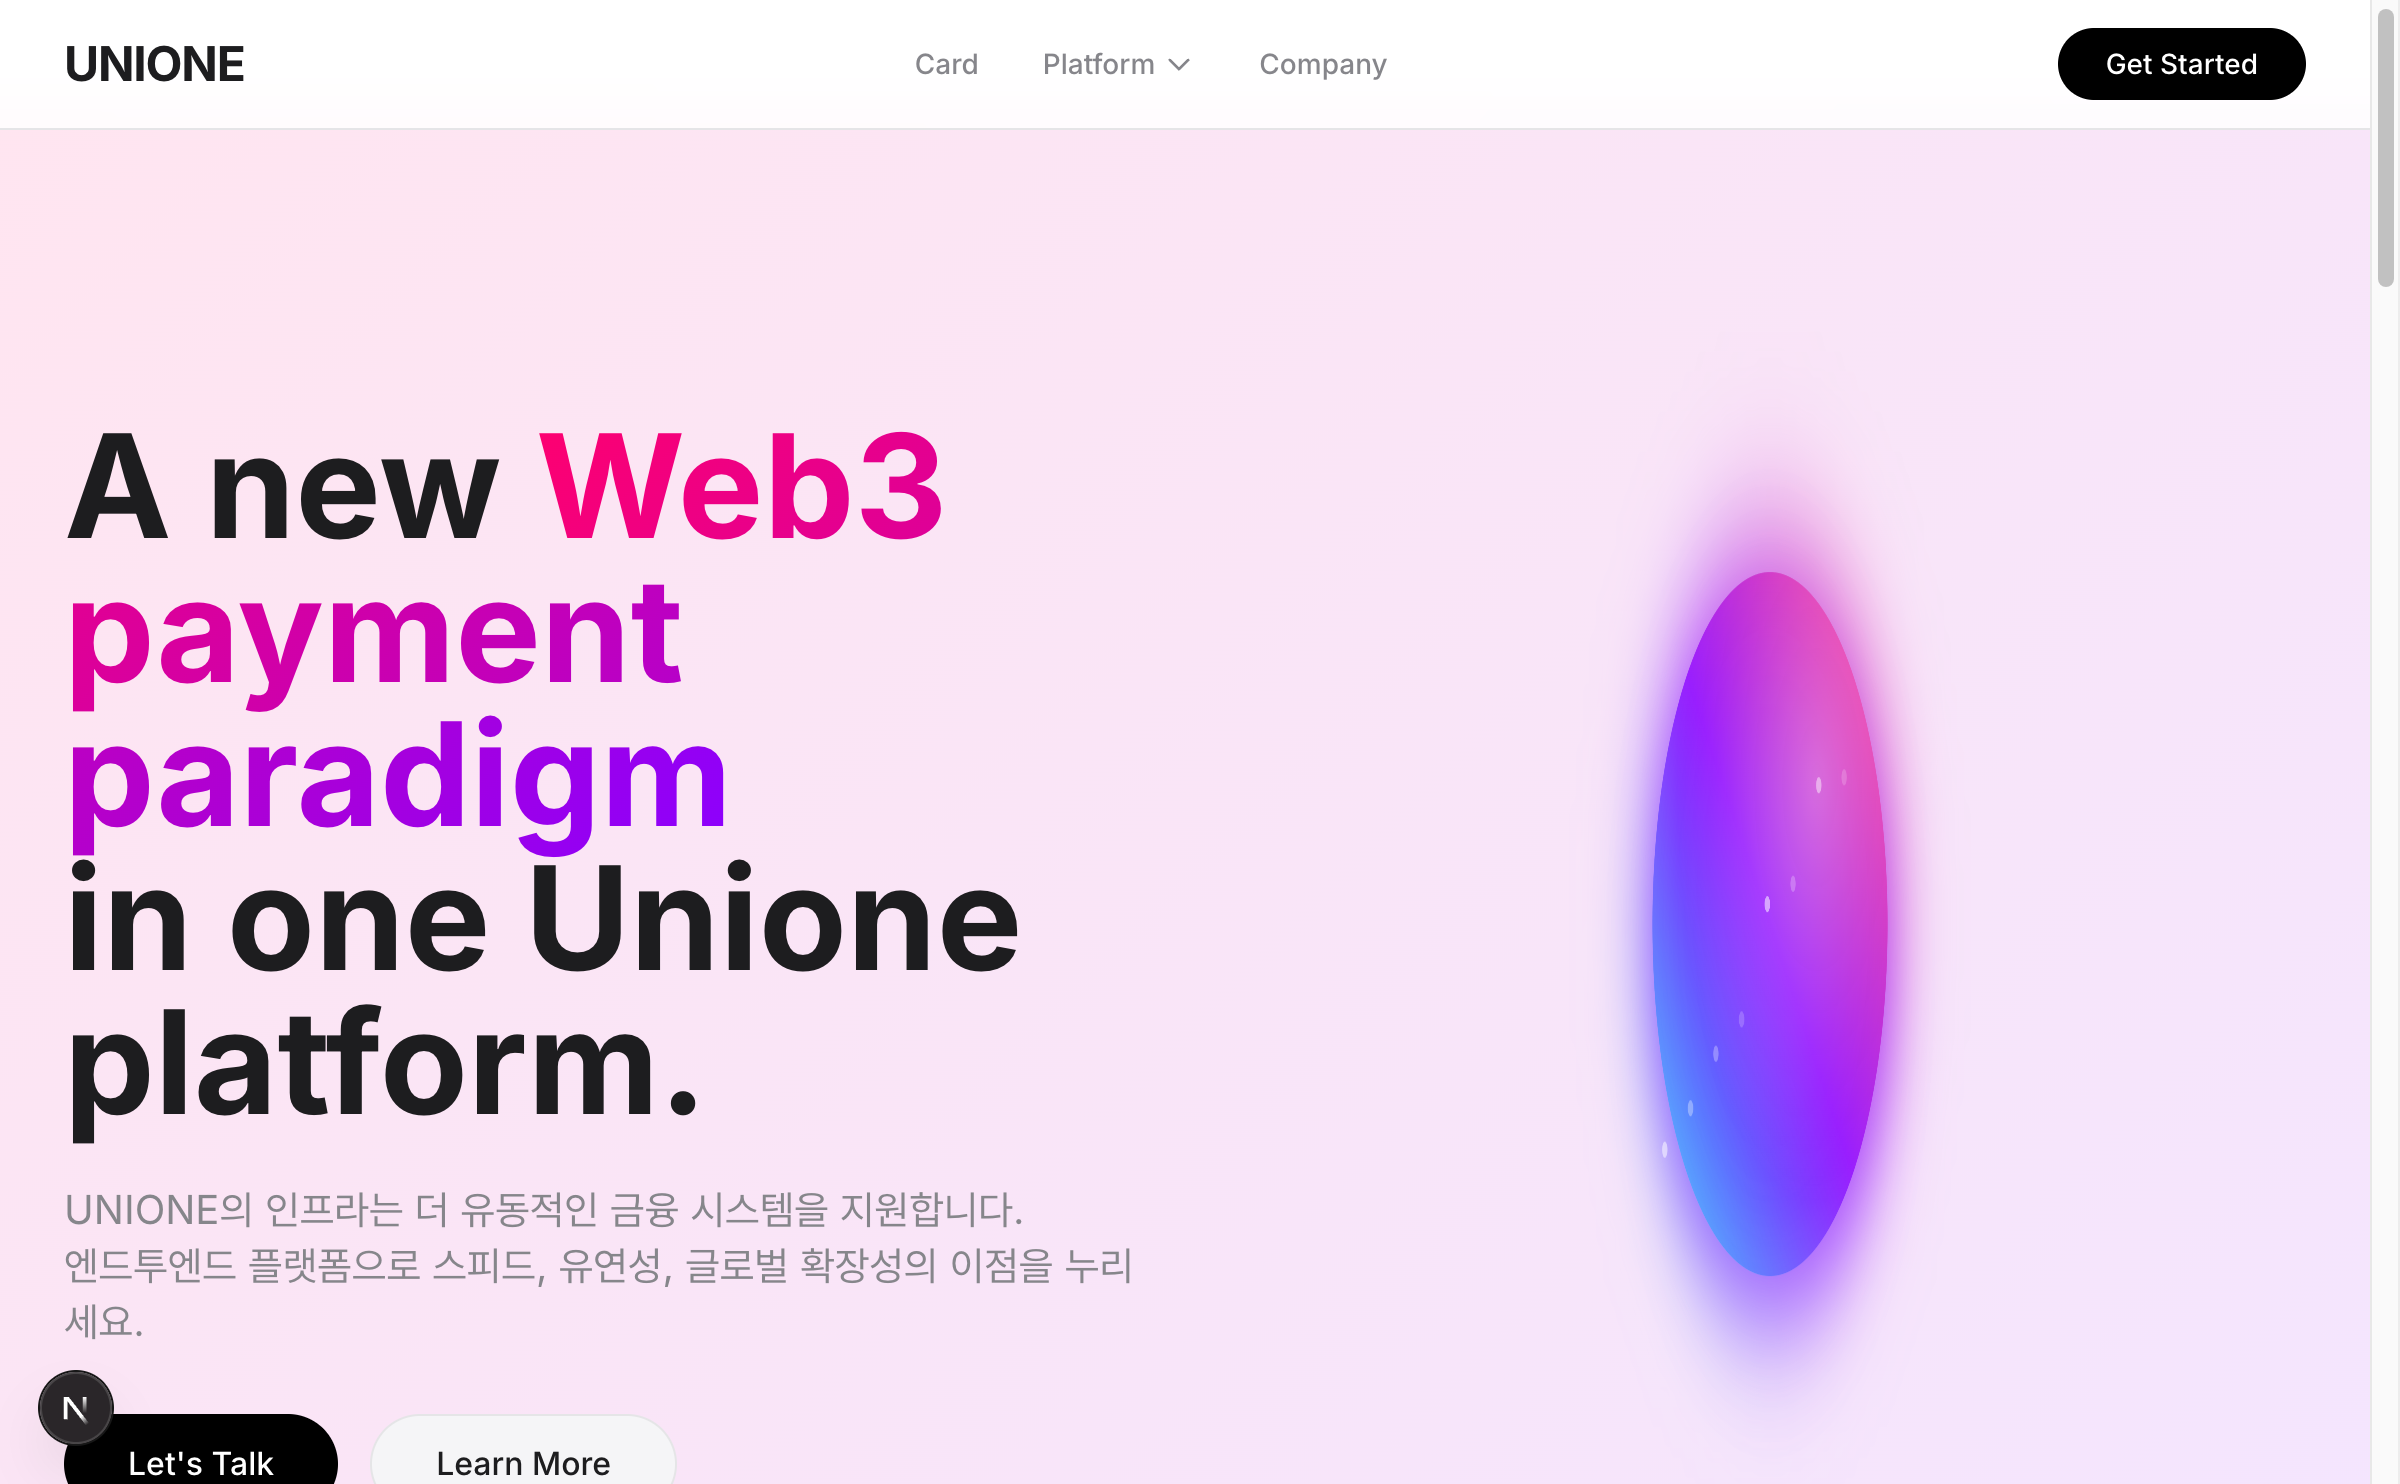 UNIONE
Card Platform Company
Get Started
A new Web3
payment
paradigm
in one Unione
platform.
UNIONE의 인프라는 더 유동적인 금융 시스템을 지원합니다.
엔드투엔드 플랫폼으로 스피드, 유연성, 글로벌 확장성의 이점을 누리
세요.
N
Let's Talk
Learn More